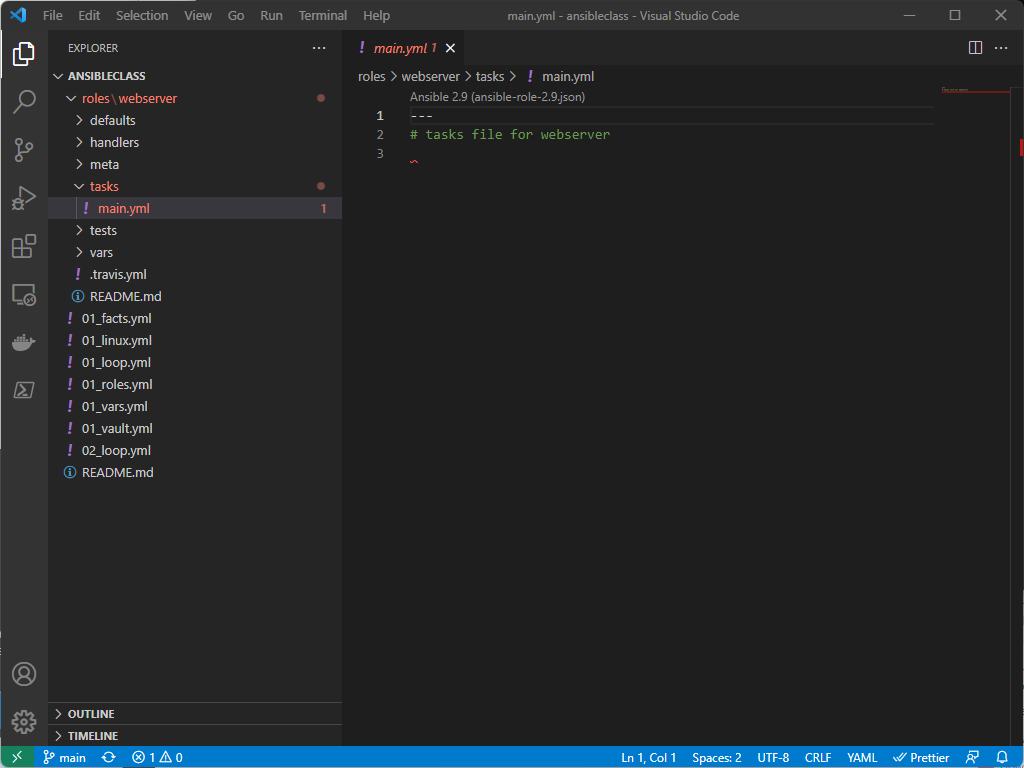 File Edit Selection View Go Run Terminal Help main.yml - ansibleclass - Visual Studio Code
EXPLORER
ANSIBLECLASS
roles\webserver
defaults
handlers
meta
tasks
! main.yml 1
tests
vars
! .travis.yml
README.md
! 01_facts.yml
! 01_linux.yml
! 01_loop.yml
! 01_roles.yml
! 01_vars.yml
! 01_vault.yml
! 02_loop.yml
README.md
OUTLINE
TIMELINE
! main.yml 1
roles > webserver > tasks > ! main.yml
Ansible 2.9 (ansible-role-2.9.json)
1 ---
2 # tasks file for webserver
3
main 1 0 Ln 1, Col 1 Spaces: 2 UTF-8 CRLF YAML Prettier